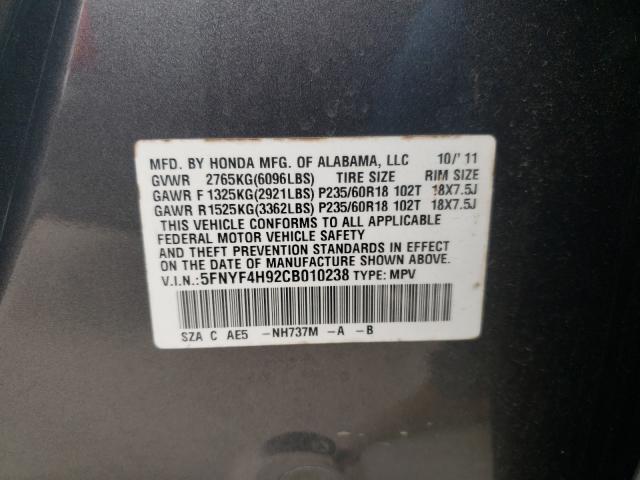 MFD. BY HONDA MFG. OF ALABAMA, LLC 10/'11
GVWR 2765KG(6096LBS) TIRE SIZE RIM SIZE
GAWR F 1325KG(2921LBS) P235/60R18 102T 18X7.5J
GAWR R1525KG(3362LBS) P235/60R18 102T 18X7.5J
THIS VEHICLE CONFORMS TO ALL APPLICABLE
FEDERAL MOTOR VEHICLE SAFETY
AND THEFT PREVENTION STANDARDS IN EFFECT
ON THE DATE OF MANUFACTURE SHOWN ABOVE.
V.I.N.:5FNYF4H92CB010238 TYPE: MPV
SZA C AE5 -NH737M -A -B